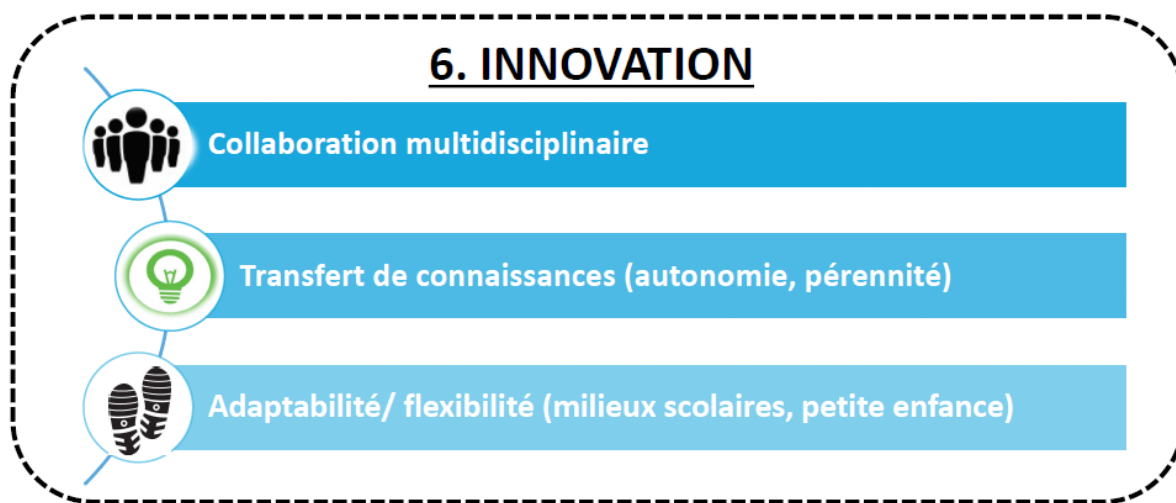 6. INNOVATION
Collaboration multidisciplinaire
Transfert de connaissances (autonomie, pérennité)
Adaptabilité/ flexibilité (milieux scolaires, petite enfance)